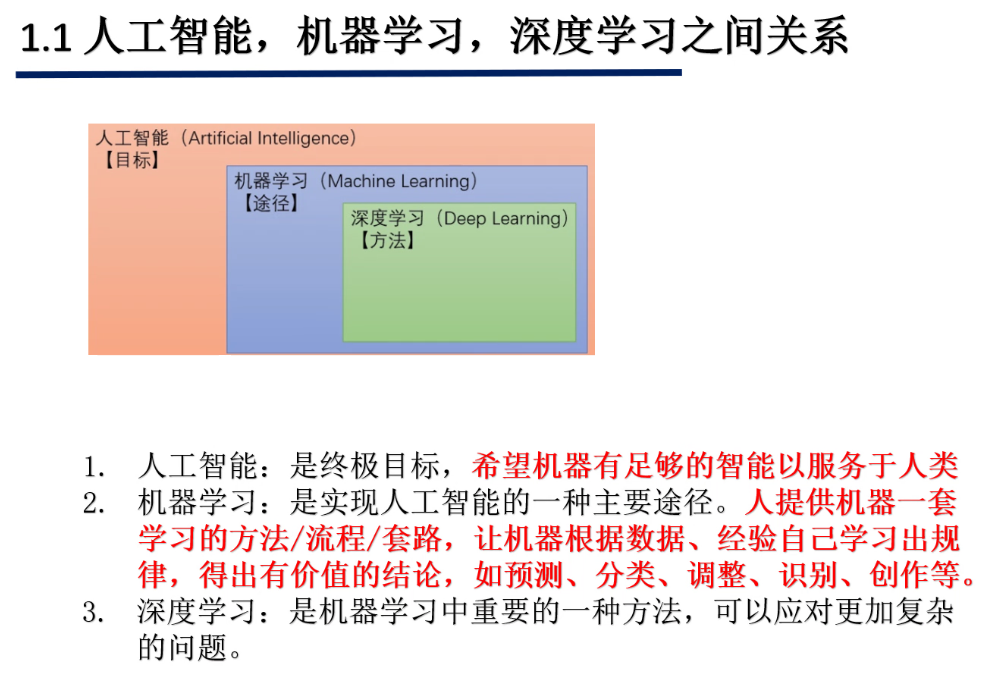 1.1 人工智能，机器学习，深度学习之间关系
人工智能（Artificial Intelligence）
【目标】
机器学习（Machine Learning）
【途径】
深度学习（Deep Learning）
【方法】
1. 人工智能：是终极目标，希望机器有足够的智能以服务于人类
2. 机器学习：是实现人工智能的一种主要途径。人提供机器一套
学习的方法/流程/套路，让机器根据数据、经验自己学习出规
律，得出有价值的结论，如预测、分类、调整、识别、创作等。
3. 深度学习：是机器学习中重要的一种方法，可以应对更加复杂
的问题。